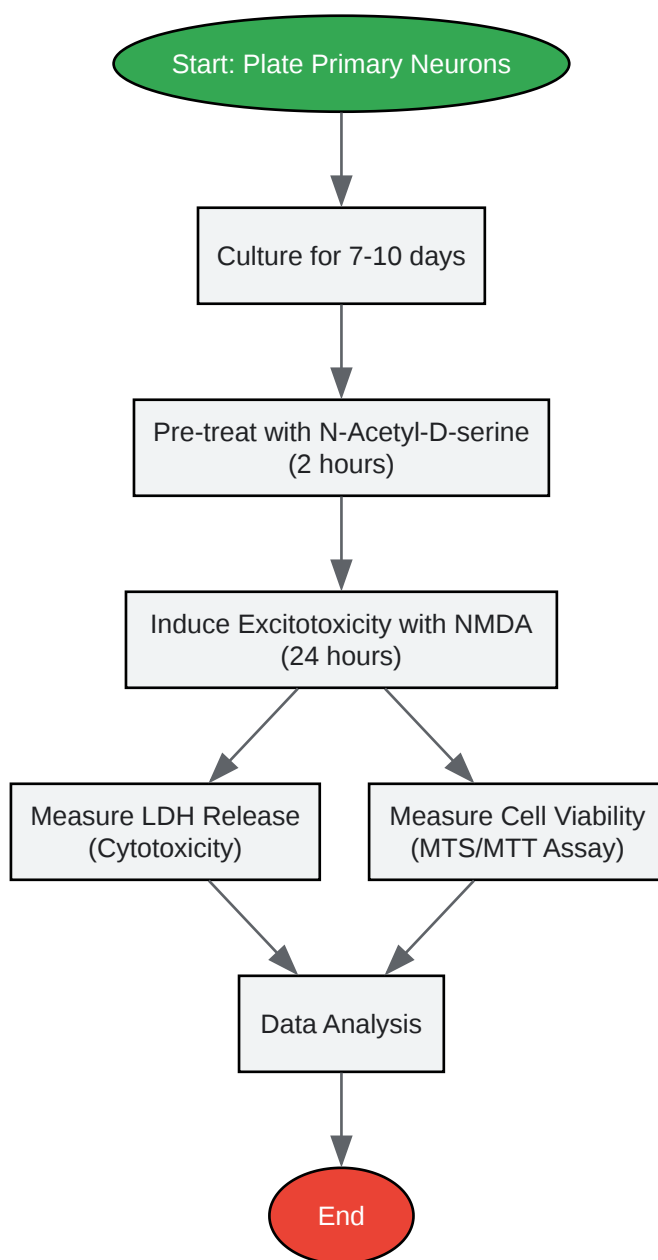 Start: Plate Primary Neurons
Culture for 7-10 days
Pre-treat with N-Acetyl-D-serine
(2 hours)
Induce Excitotoxicity with NMDA
(24 hours)
Measure LDH Release
(Cytotoxicity)
Measure Cell Viability
(MTS/MTT Assay)
Data Analysis
End